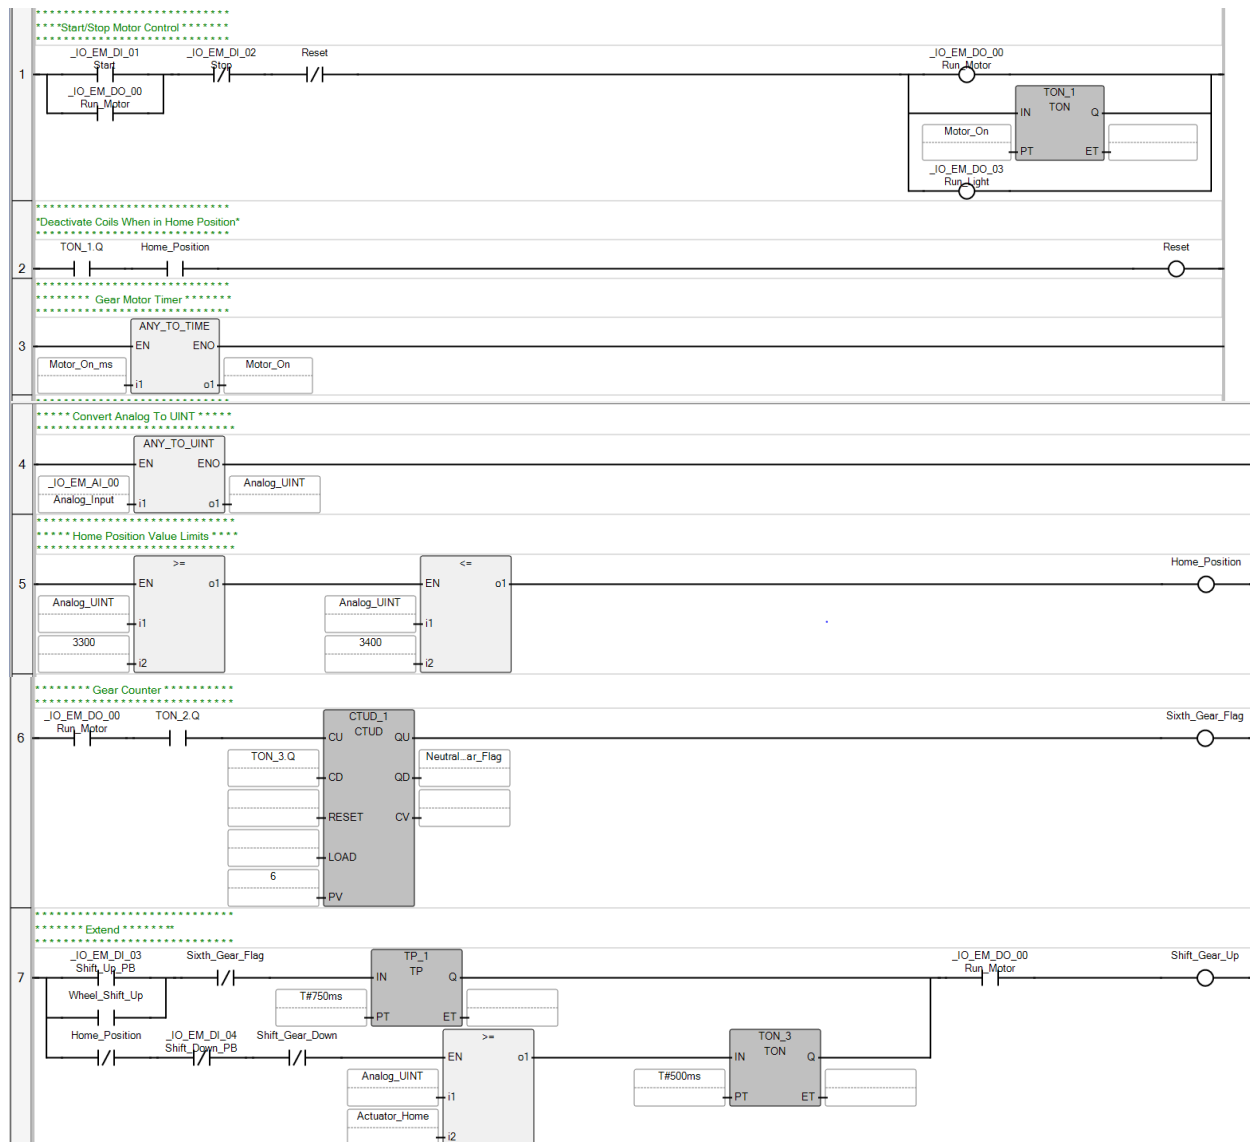 * * * * * * * * * * * * * * * * * * * * * * * * * * *
* * * *Start/Stop Motor Control * * * * * * *
* * * * * * * * * * * * * * * * * * * * * * * * * * *
1
_IO_EM_DI_01
Start
_IO_EM_DI_02
Stop
Reset
_IO_EM_DO_00
Run_Motor
_IO_EM_DO_00
Run_Motor
TON_1
TON
IN
Q
Motor_On
PT
ET
_IO_EM_DO_03
Run_Light
* * * * * * * * * * * * * * * * * * * * * * * * * * *
*Deactivate Coils When in Home Position*
* * * * * * * * * * * * * * * * * * * * * * * * * * *
2
TON_1.Q
Home_Position
Reset
* * * * * * * * * * * * * * * * * * * * * * * * * * *
* * * * * * * * Gear Motor Timer * * * * * * *
* * * * * * * * * * * * * * * * * * * * * * * * * * *
3
ANY_TO_TIME
EN
ENO
Motor_On_ms
i1
o1
Motor_On
* * * * * * * * * * * * * * * * * * * * * * * * * * *
* * * * * Convert Analog To UINT * * * * *
* * * * * * * * * * * * * * * * * * * * * * * * * * *
4
ANY_TO_UINT
EN
ENO
_IO_EM_AI_00
Analog_Input
i1
o1
Analog_UINT
* * * * * * * * * * * * * * * * * * * * * * * * * * *
* * * * * Home Position Value Limits * * * *
* * * * * * * * * * * * * * * * * * * * * * * * * * *
5
>=
EN
o1
Analog_UINT
i1
3300
i2
<=
EN
o1
Analog_UINT
i1
3400
i2
Home_Position
* * * * * * * * Gear Counter * * * * * * * * * *
* * * * * * * * * * * * * * * * * * * * * * * * * * *
6
_IO_EM_DO_00
Run_Motor
TON_2.Q
CTUD_1
CTUD
CU
QU
TON_3.Q
CD
QD
Neutral...ar_Flag
RESET
CV
LOAD
6
PV
Sixth_Gear_Flag
* * * * * * * * * * * * * * * * * * * * * * * * * * *
* * * * * * * Extend * * * * * * **
* * * * * * * * * * * * * * * * * * * * * * * * * * *
7
_IO_EM_DI_03
Shift_Up_PB
Sixth_Gear_Flag
TP_1
TP
IN
Q
T#750ms
PT
ET
_IO_EM_DO_00
Run_Motor
Shift_Gear_Up
Wheel_Shift_Up
Home_Position
_IO_EM_DI_04
Shift_Down_PB
Shift_Gear_Down
>=
EN
o1
Analog_UINT
i1
Actuator_Home
i2
TON_3
TON
IN
Q
T#500ms
PT
ET